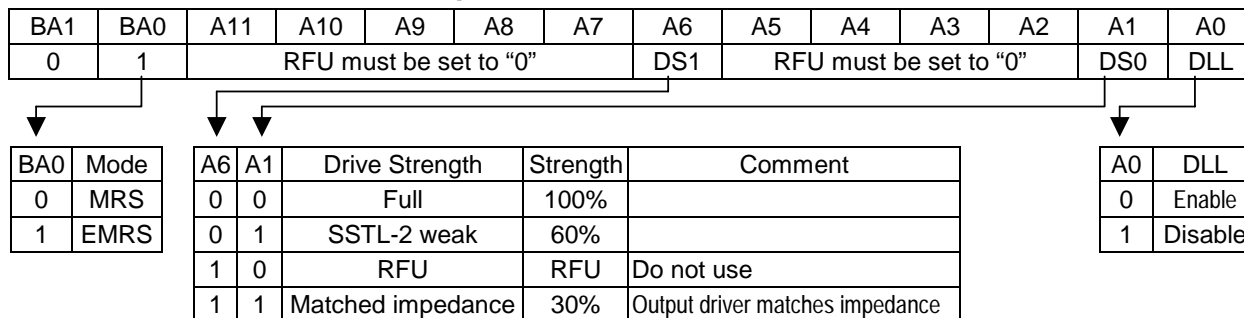 BA1 BA0 A11 A10 A9 A8 A7 A6 A5 A4 A3 A2 A1 A0
0 1 RFU must be set to “0” DS1 RFU must be set to “0” DS0 DLL
BA0 Mode A6 A1 Drive Strength Strength Comment A0 DLL
0 MRS 0 0 Full 100% 0 Enable
1 EMRS 0 1 SSTL-2 weak 60% 1 Disable
1 0 RFU RFU Do not use
1 1 Matched impedance 30% Output driver matches impedance